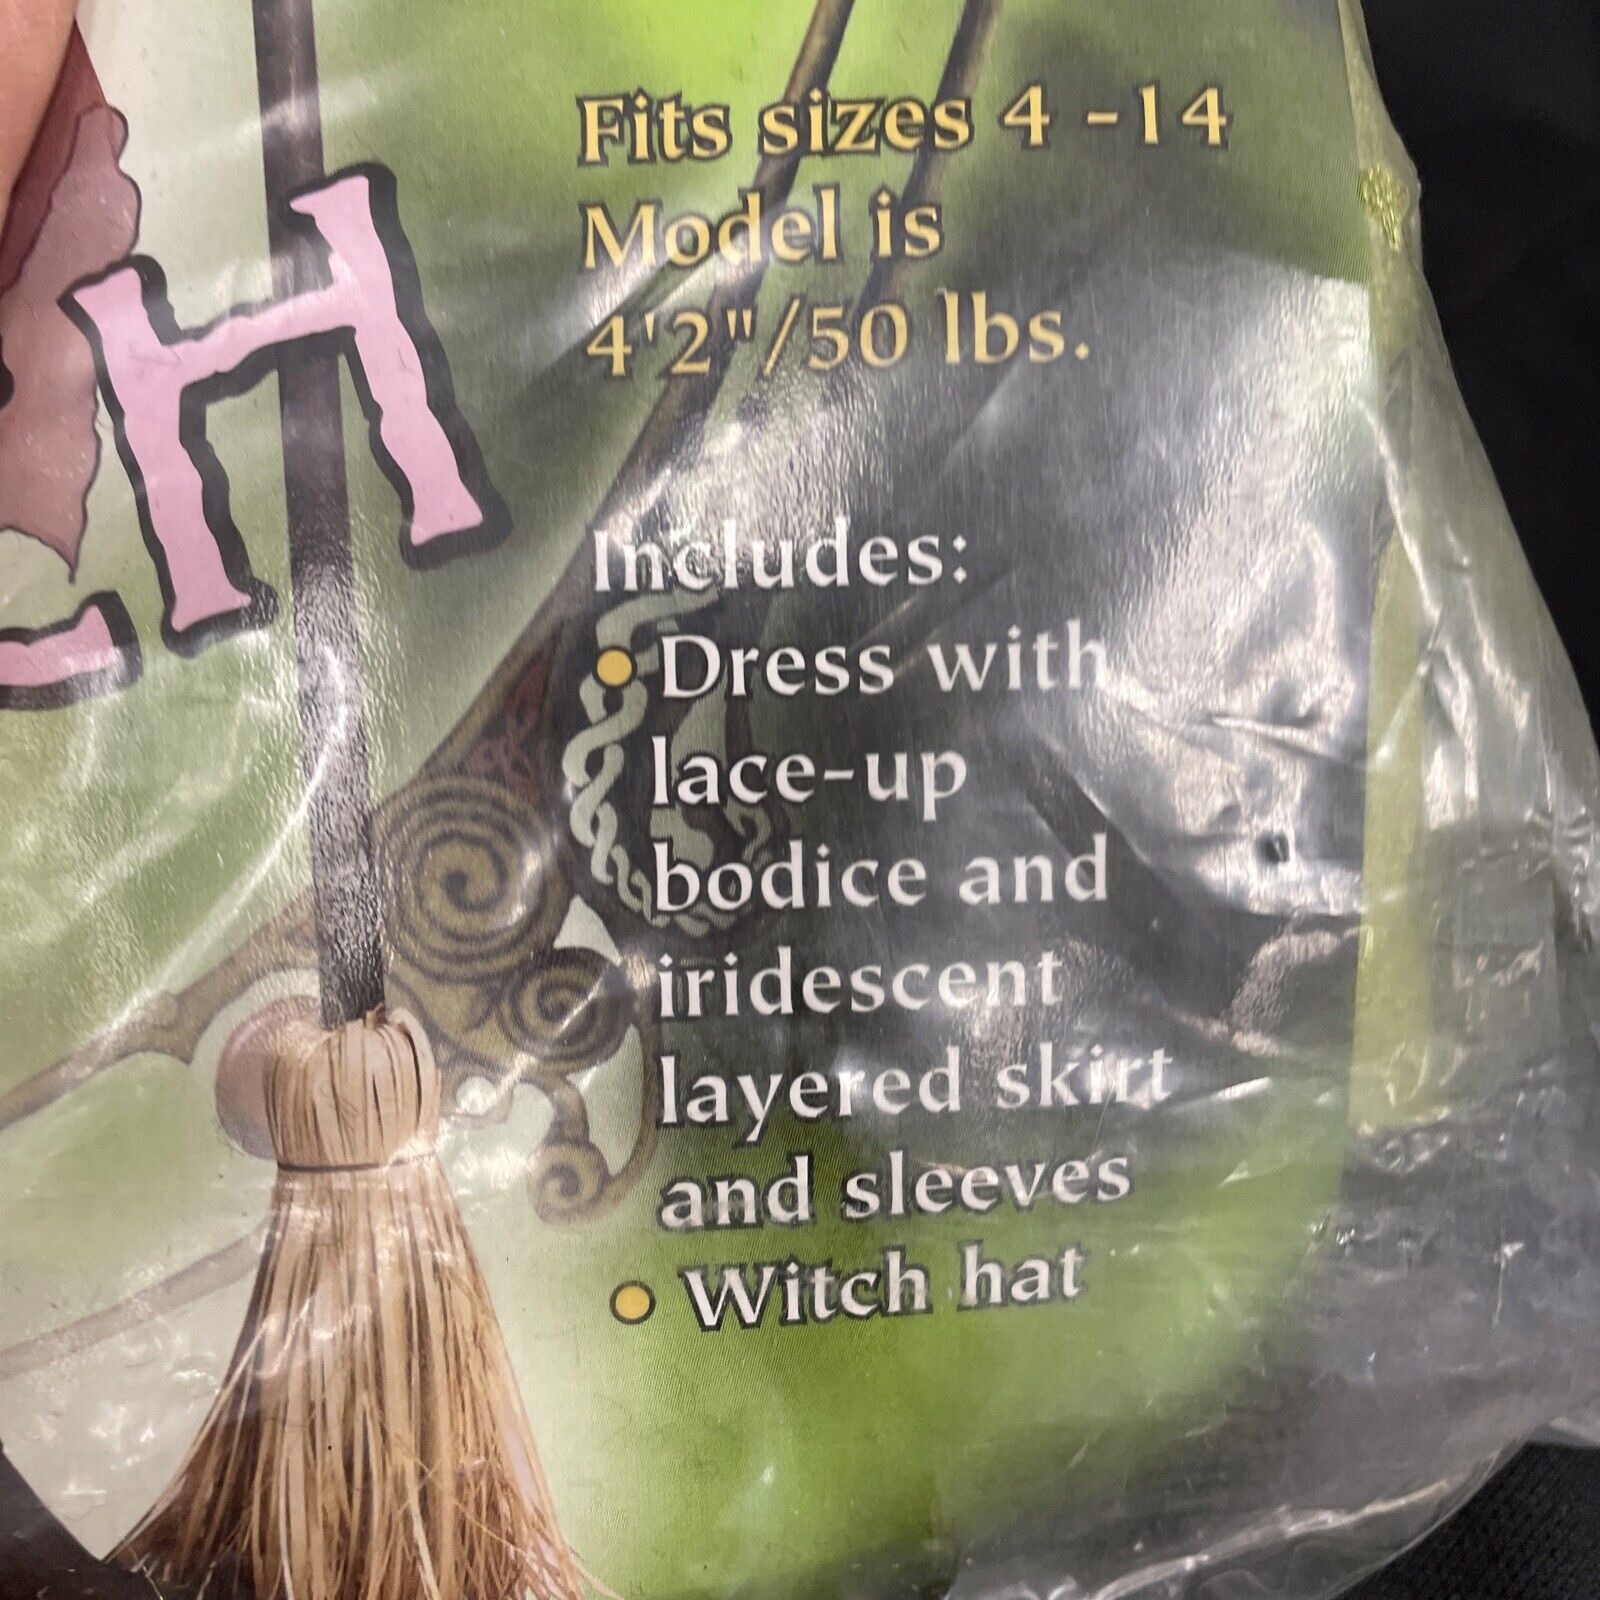 H
Fits sizes 4 -14
Model is
4'2"/50 lbs.
Includes:
• Dress with
lace-up
bodice and
iridescent
layered skirt
and sleeves
• Witch hat